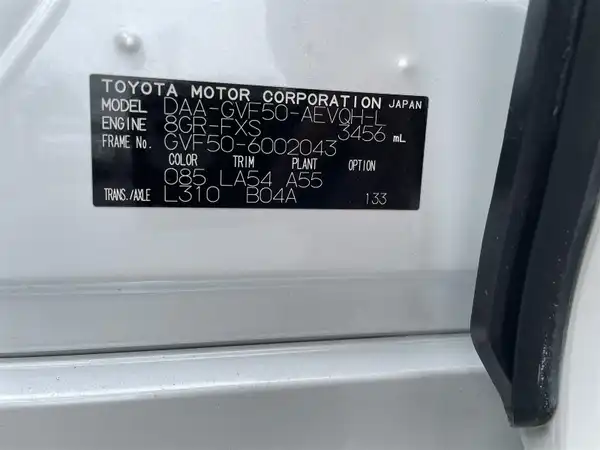 TOYOTA MOTOR CORPORATION JAPAN
MODEL DAA-GVF50-AEVQH-L
ENGINE 8GR-FXS 3456 mL
FRAME No. GVF50-6002043
COLOR TRIM PLANT OPTION
085 LA54 A55
TRANS./AXLE L310 B04A 133